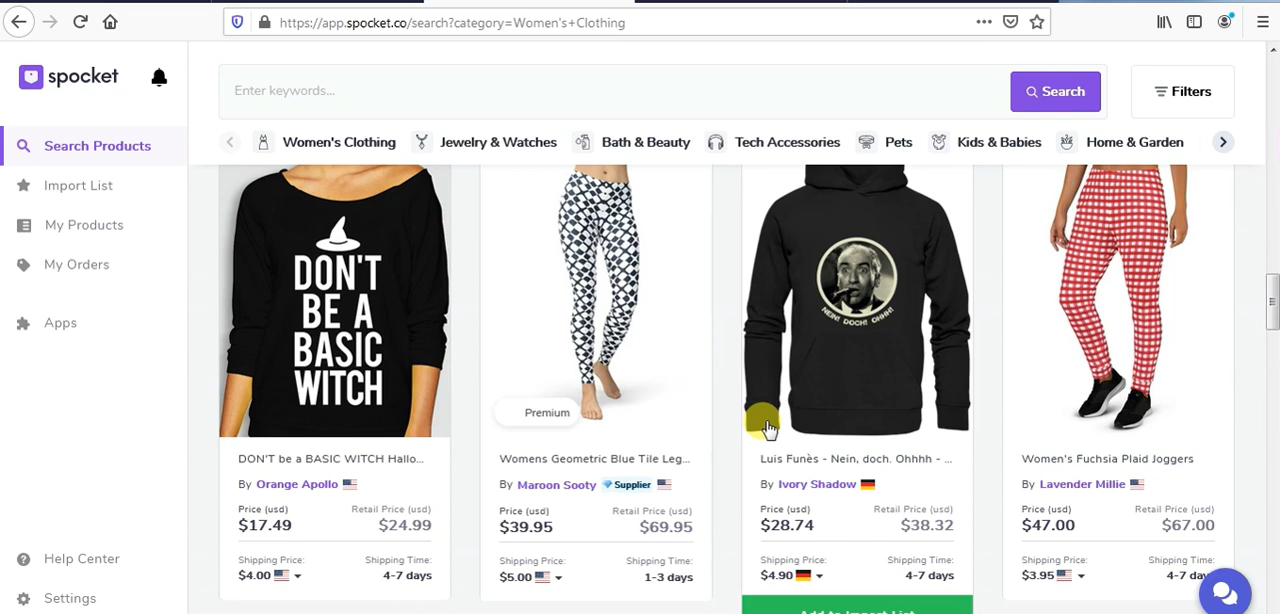 https://app.spocket.co/search?category=Women's+Clothing
spocket
Enter keywords...
Search
Filters
Women's Clothing
Jewelry & Watches
Bath & Beauty
Tech Accessories
Pets
Kids & Babies
Home & Garden
Search Products
Import List
My Products
My Orders
Apps
Help Center
Settings
DON'T
BE A
BASIC
WITCH
DON'T be a BASIC WITCH Hallo...
By Orange Apollo
Price (usd) Retail Price (usd)
$17.49 $24.99
Shipping Price: Shipping Time:
$4.00 4-7 days
Premium
Womens Geometric Blue Tile Leg...
By Maroon Sooty Supplier
Price (usd) Retail Price (usd)
$39.95 $69.95
Shipping Price: Shipping Time:
$5.00 1-3 days
NEIN! DOCH! OHHH!
Luis Funès - Nein, doch. Ohhhh - ...
By Ivory Shadow
Price (usd) Retail Price (usd)
$28.74 $38.32
Shipping Price: Shipping Time:
$4.90 4-7 days
Add to Import List
Women's Fuchsia Plaid Joggers
By Lavender Millie
Price (usd) Retail Price (usd)
$47.00 $67.00
Shipping Price: Shipping Time:
$3.95 4-7 day